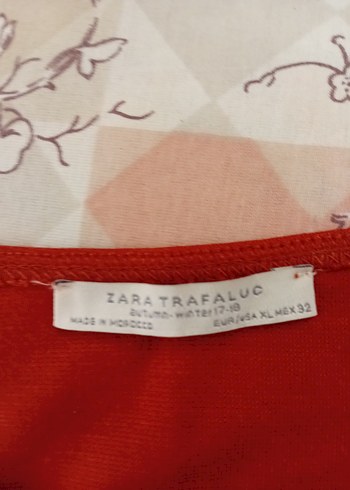 ZARA TRAFALUC
autumn-winter 17-18
MADE IN MOROCCO EUR/USA XL MEX 32